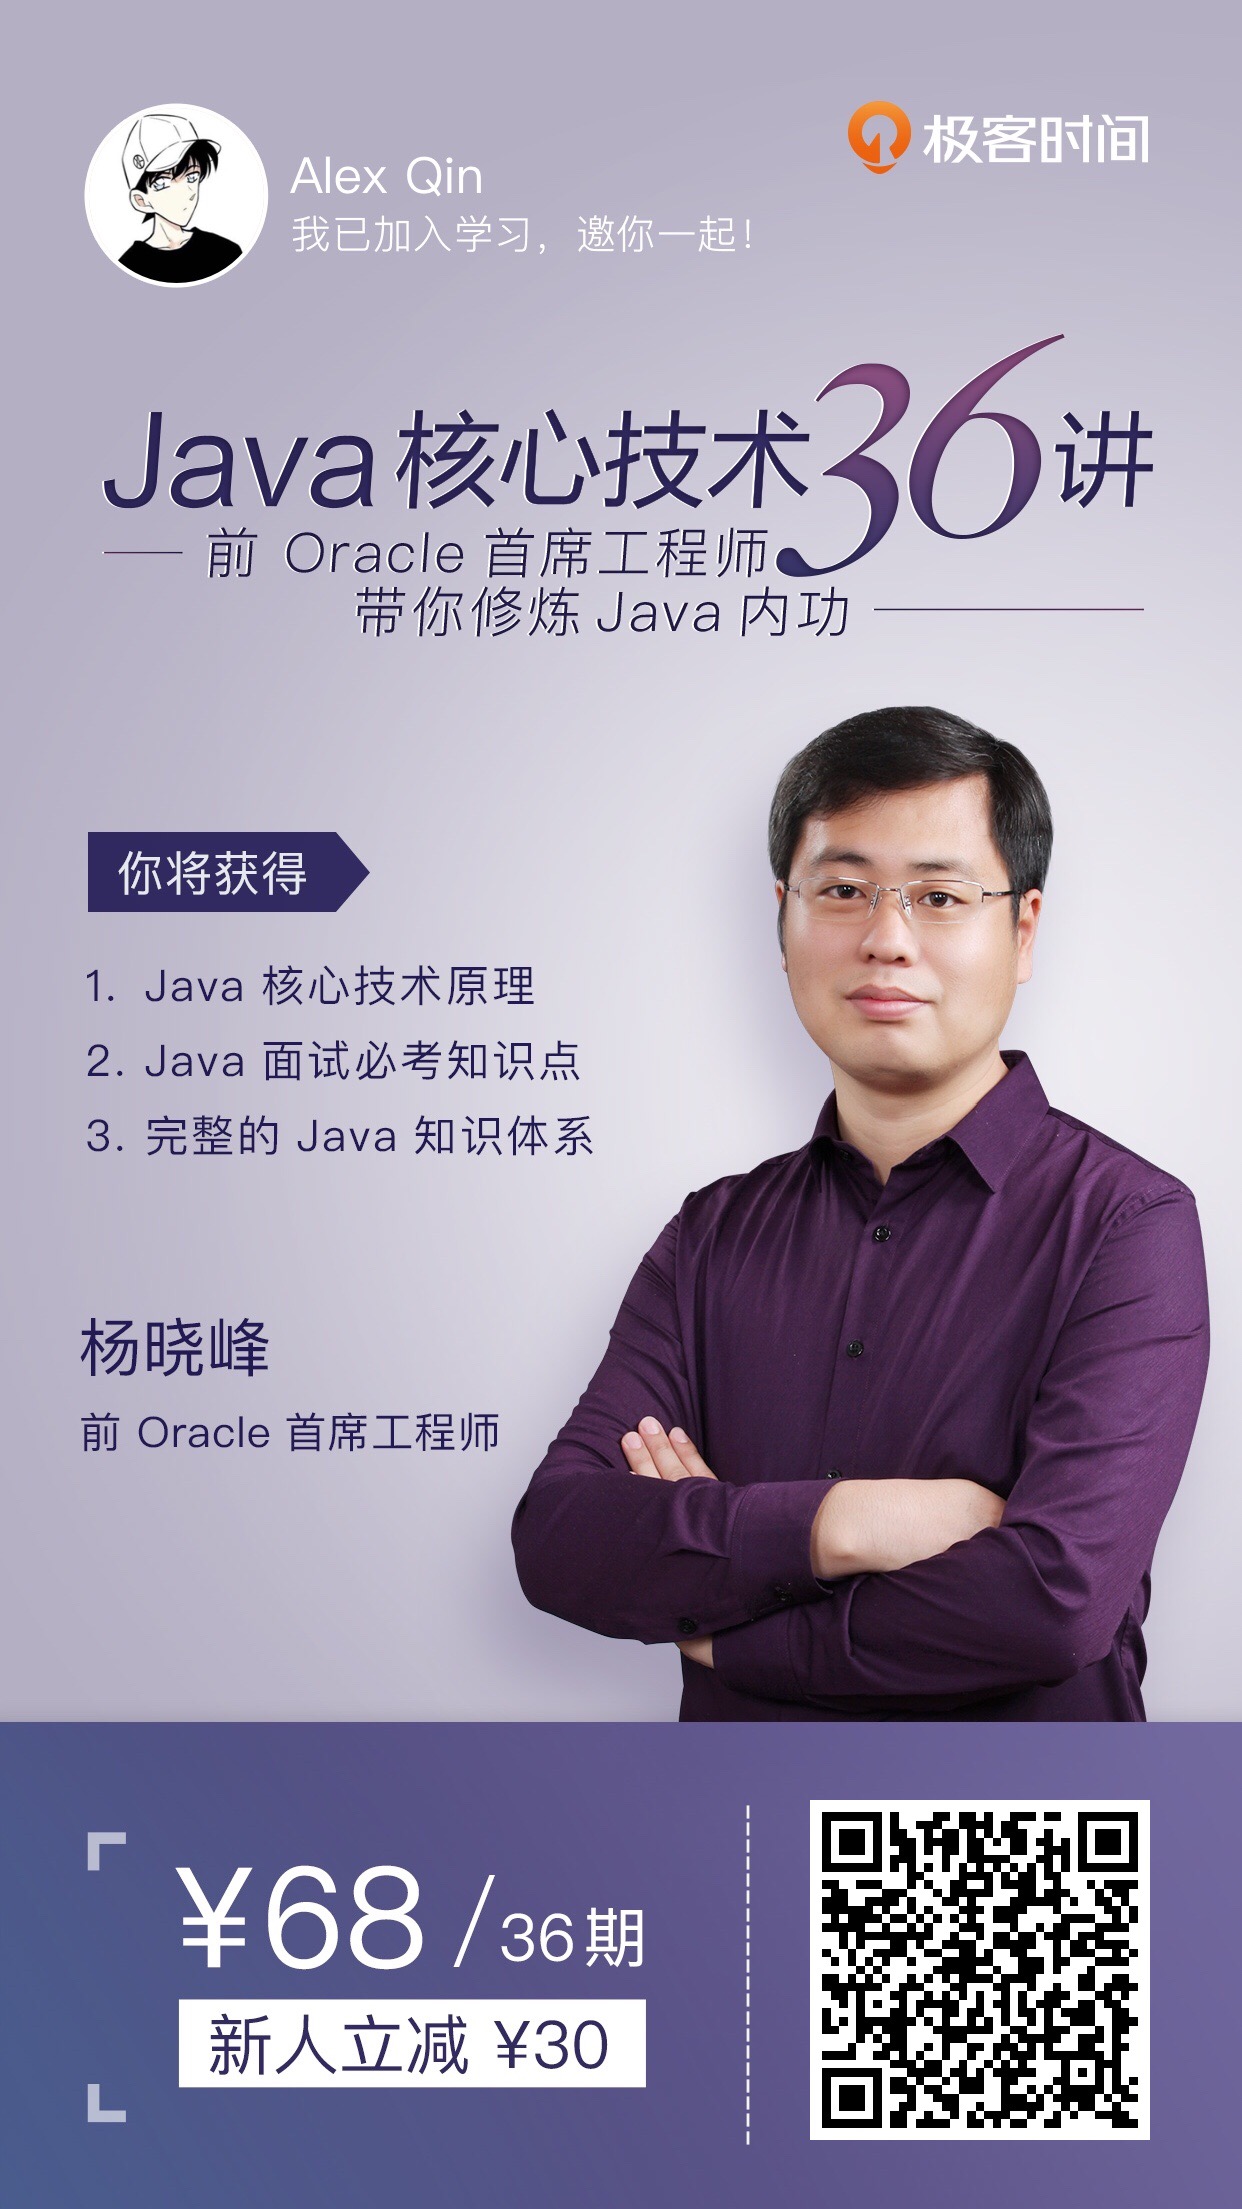 极客时间
Alex Qin
我已加入学习，邀你一起！
Java核心技术36讲
前 Oracle 首席工程师
带你修炼 Java 内功
你将获得
1. Java 核心技术原理
2. Java 面试必考知识点
3. 完整的 Java 知识体系
杨晓峰
前 Oracle 首席工程师
¥68 / 36期
新人立减 ¥30